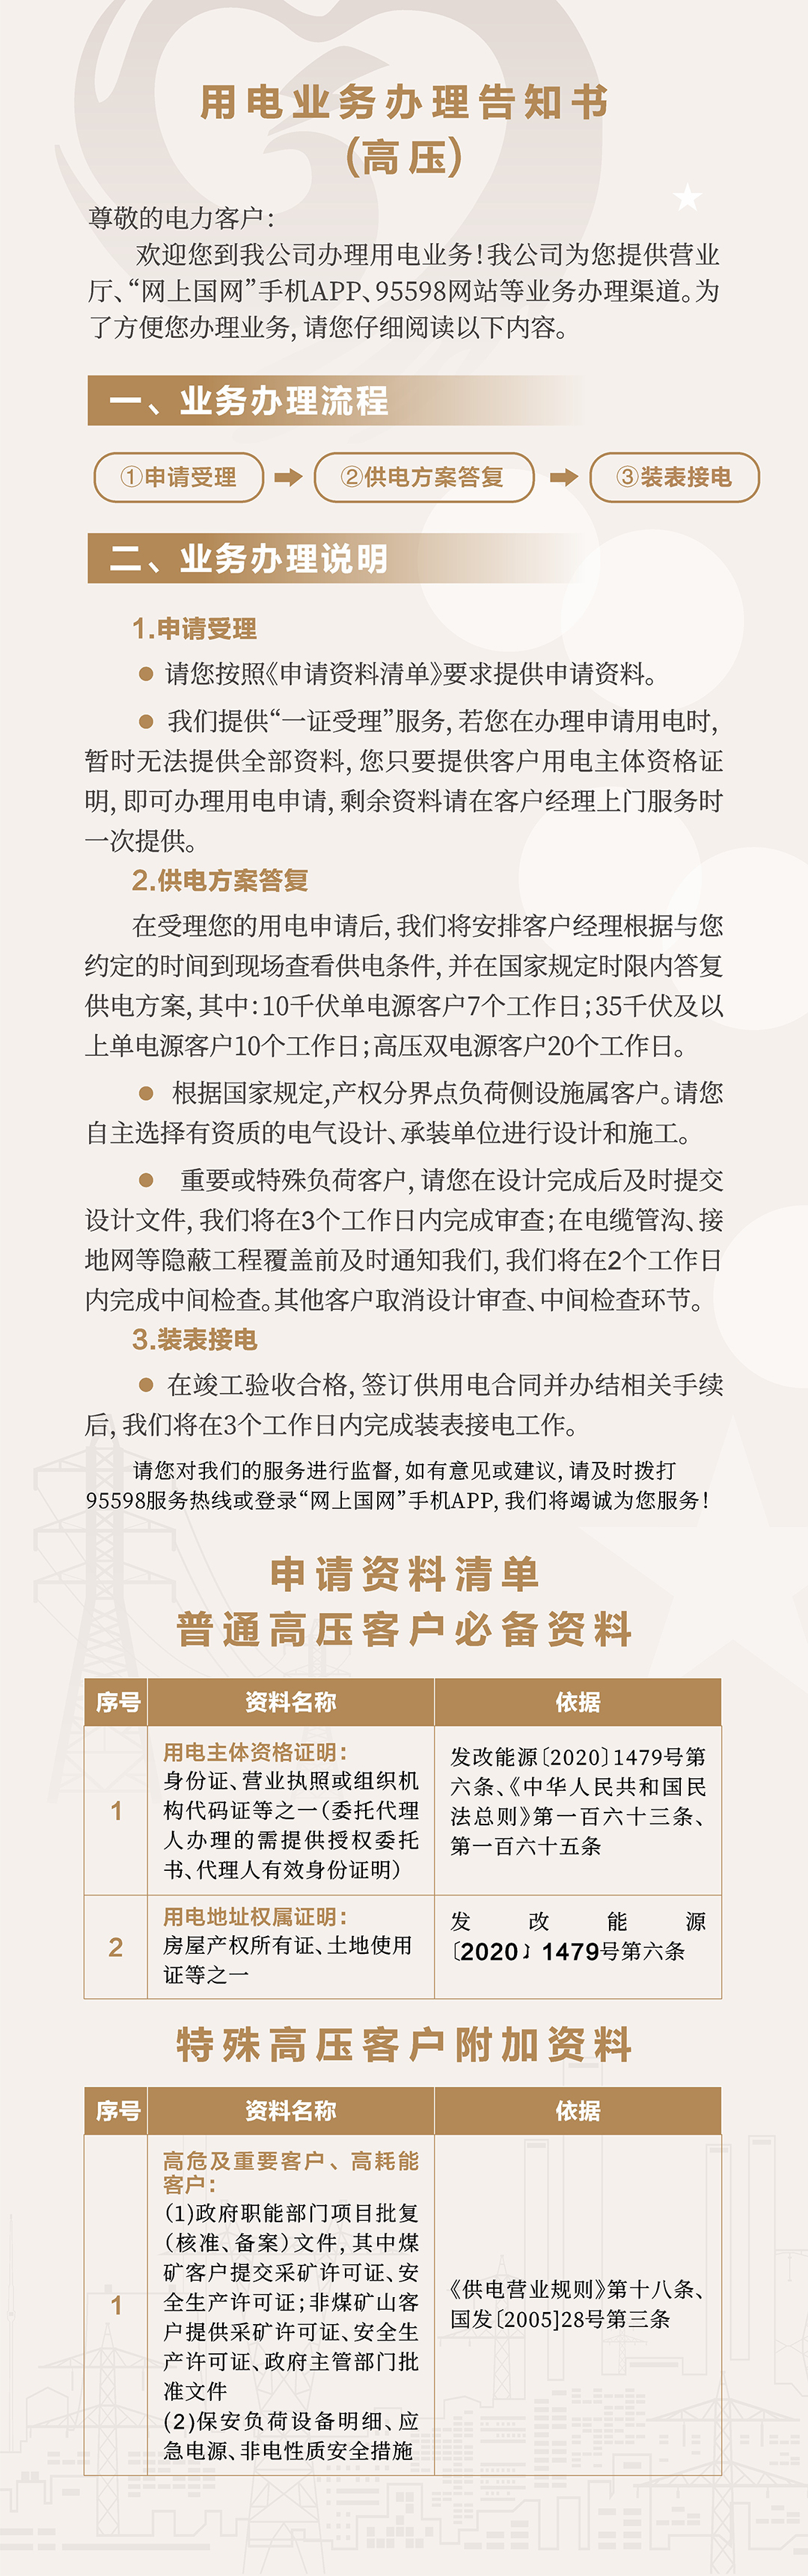 用电业务办理告知书
(高压)
尊敬的电力客户：
欢迎您到我公司办理用电业务！我公司为您提供营业
厅、“网上国网”手机APP、95598网站等业务办理渠道。为
了方便您办理业务，请您仔细阅读以下内容。
一、业务办理流程
①申请受理 ➡ ②供电方案答复 ➡ ③装表接电
二、业务办理说明
1.申请受理
● 请您按照《申请资料清单》要求提供申请资料。
● 我们提供“一证受理”服务，若您在办理申请用电时，
暂时无法提供全部资料，您只要提供客户用电主体资格证
明，即可办理用电申请，剩余资料请在客户经理上门服务时
一次提供。
2.供电方案答复
在受理您的用电申请后，我们将安排客户经理根据与您
约定的时间到现场查看供电条件，并在国家规定时限内答复
供电方案，其中：10千伏单电源客户7个工作日；35千伏及以
上单电源客户10个工作日；高压双电源客户20个工作日。
● 根据国家规定,产权分界点负荷侧设施属客户。请您
自主选择有资质的电气设计、承装单位进行设计和施工。
● 重要或特殊负荷客户，请您在设计完成后及时提交
设计文件，我们将在3个工作日内完成审查；在电缆管沟、接
地网等隐蔽工程覆盖前及时通知我们，我们将在2个工作日
内完成中间检查。其他客户取消设计审查、中间检查环节。
3.装表接电
● 在竣工验收合格，签订供用电合同并办结相关手续
后，我们将在3个工作日内完成装表接电工作。
请您对我们的服务进行监督，如有意见或建议，请及时拨打
95598服务热线或登录“网上国网”手机APP，我们将竭诚为您服务！
申请资料清单
普通高压客户必备资料
序号 资料名称 依据
1
用电主体资格证明：
身份证、营业执照或组织机
构代码证等之一（委托代理
人办理的需提供授权委托
书、代理人有效身份证明）
发改能源〔2020〕1479号第
六条、《中华人民共和国民
法总则》第一百六十三条、
第一百六十五条
2
用电地址权属证明：
房屋产权所有证、土地使用
证等之一
发改能源
〔2020〕1479号第六条
特殊高压客户附加资料
序号 资料名称 依据
1
高危及重要客户、高耗能
客户：
（1)政府职能部门项目批复
（核准、备案）文件，其中煤
矿客户提交采矿许可证、安
全生产许可证；非煤矿山客
户提供采矿许可证、安全生
产许可证、政府主管部门批
准文件
(2)保安负荷设备明细、应
急电源、非电性质安全措施
《供电营业规则》第十八条、
国发〔2005]28号第三条